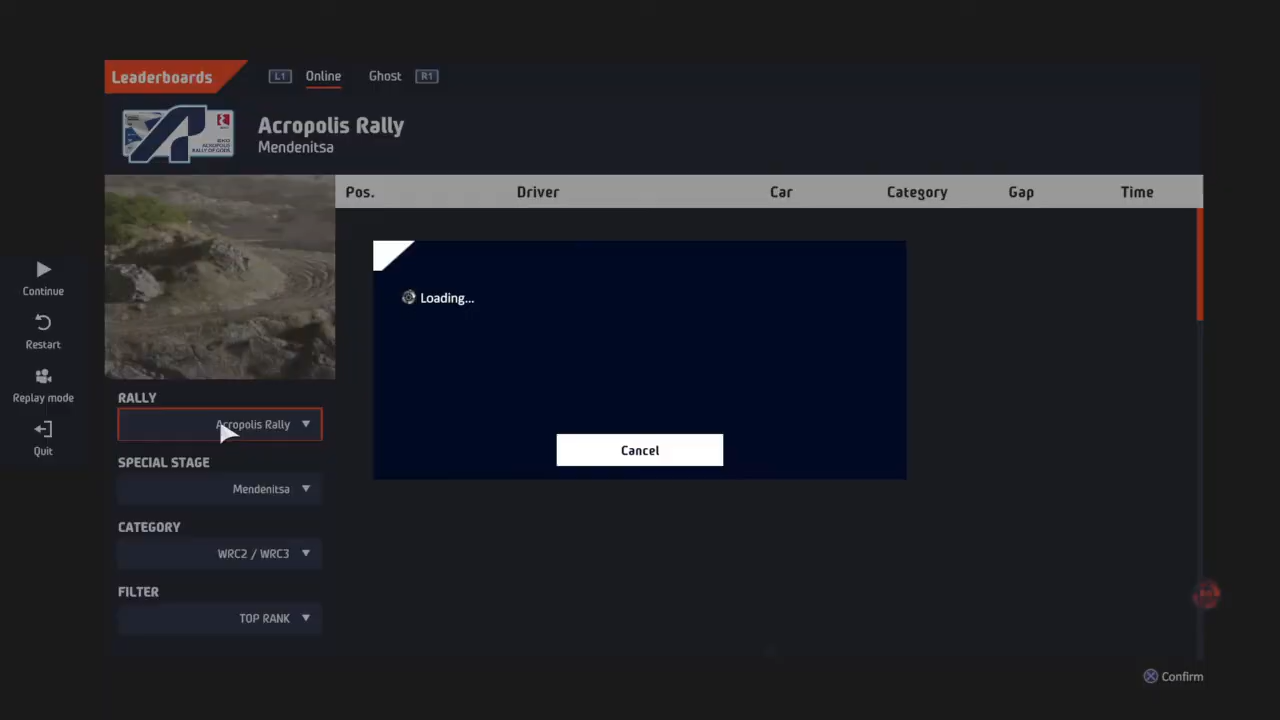 Leaderboards
L1 Online Ghost R1
Acropolis Rally
Mendenitsa
Pos. Driver Car Category Gap Time
Loading...
Cancel
Continue
Restart
Replay mode
Quit
RALLY
Acropolis Rally
SPECIAL STAGE
Mendenitsa
CATEGORY
WRC2 / WRC3
FILTER
TOP RANK
Confirm